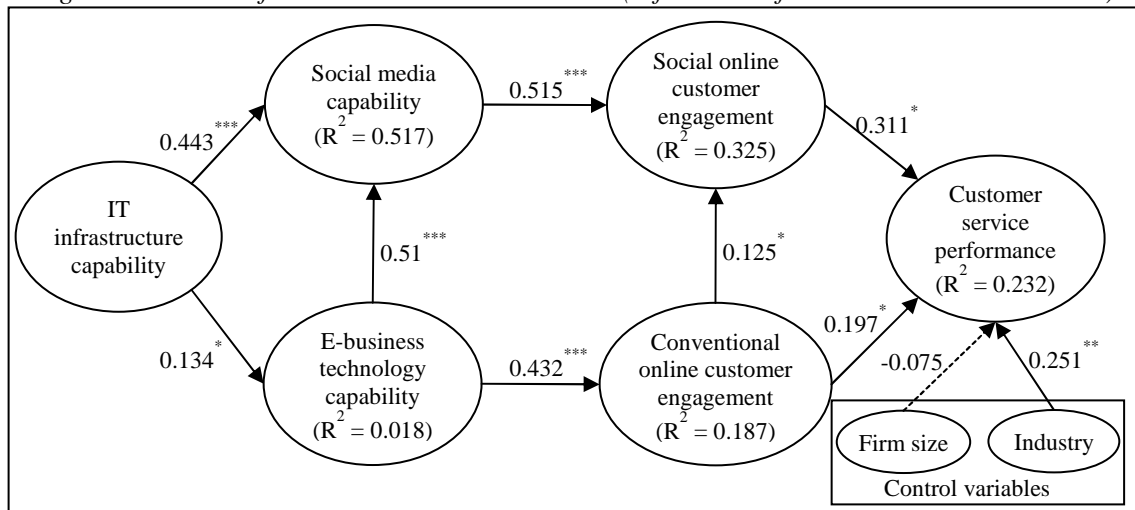 Social media
capability
(R² = 0.517)
0.515***
Social online
customer
engagement
(R² = 0.325)
0.443***
0.311*
IT
infrastructure
capability
0.51***
0.125*
Customer
service
performance
(R² = 0.232)
0.134*
E-business
technology
capability
(R² = 0.018)
0.432***
Conventional
online customer
engagement
(R² = 0.187)
0.197*
-0.075
0.251**
Firm size
Industry
Control variables